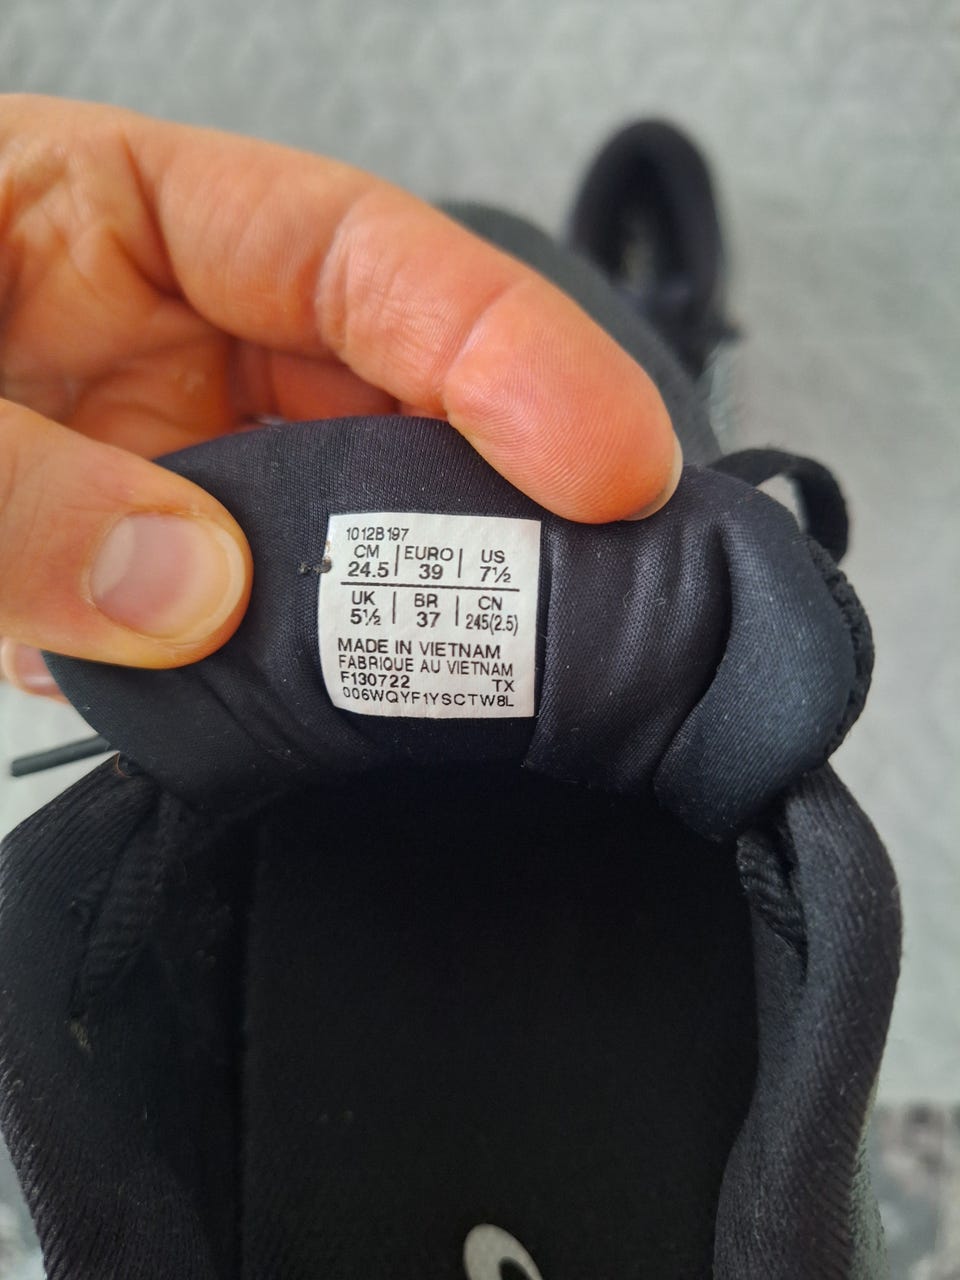 1012B197
CM | EURO | US
24.5 | 39 | 7½
UK | BR | CN
5½ | 37 | 245(2.5)
MADE IN VIETNAM
FABRIQUE AU VIETNAM
F130722 TX
006WQYF1YSCTW8L